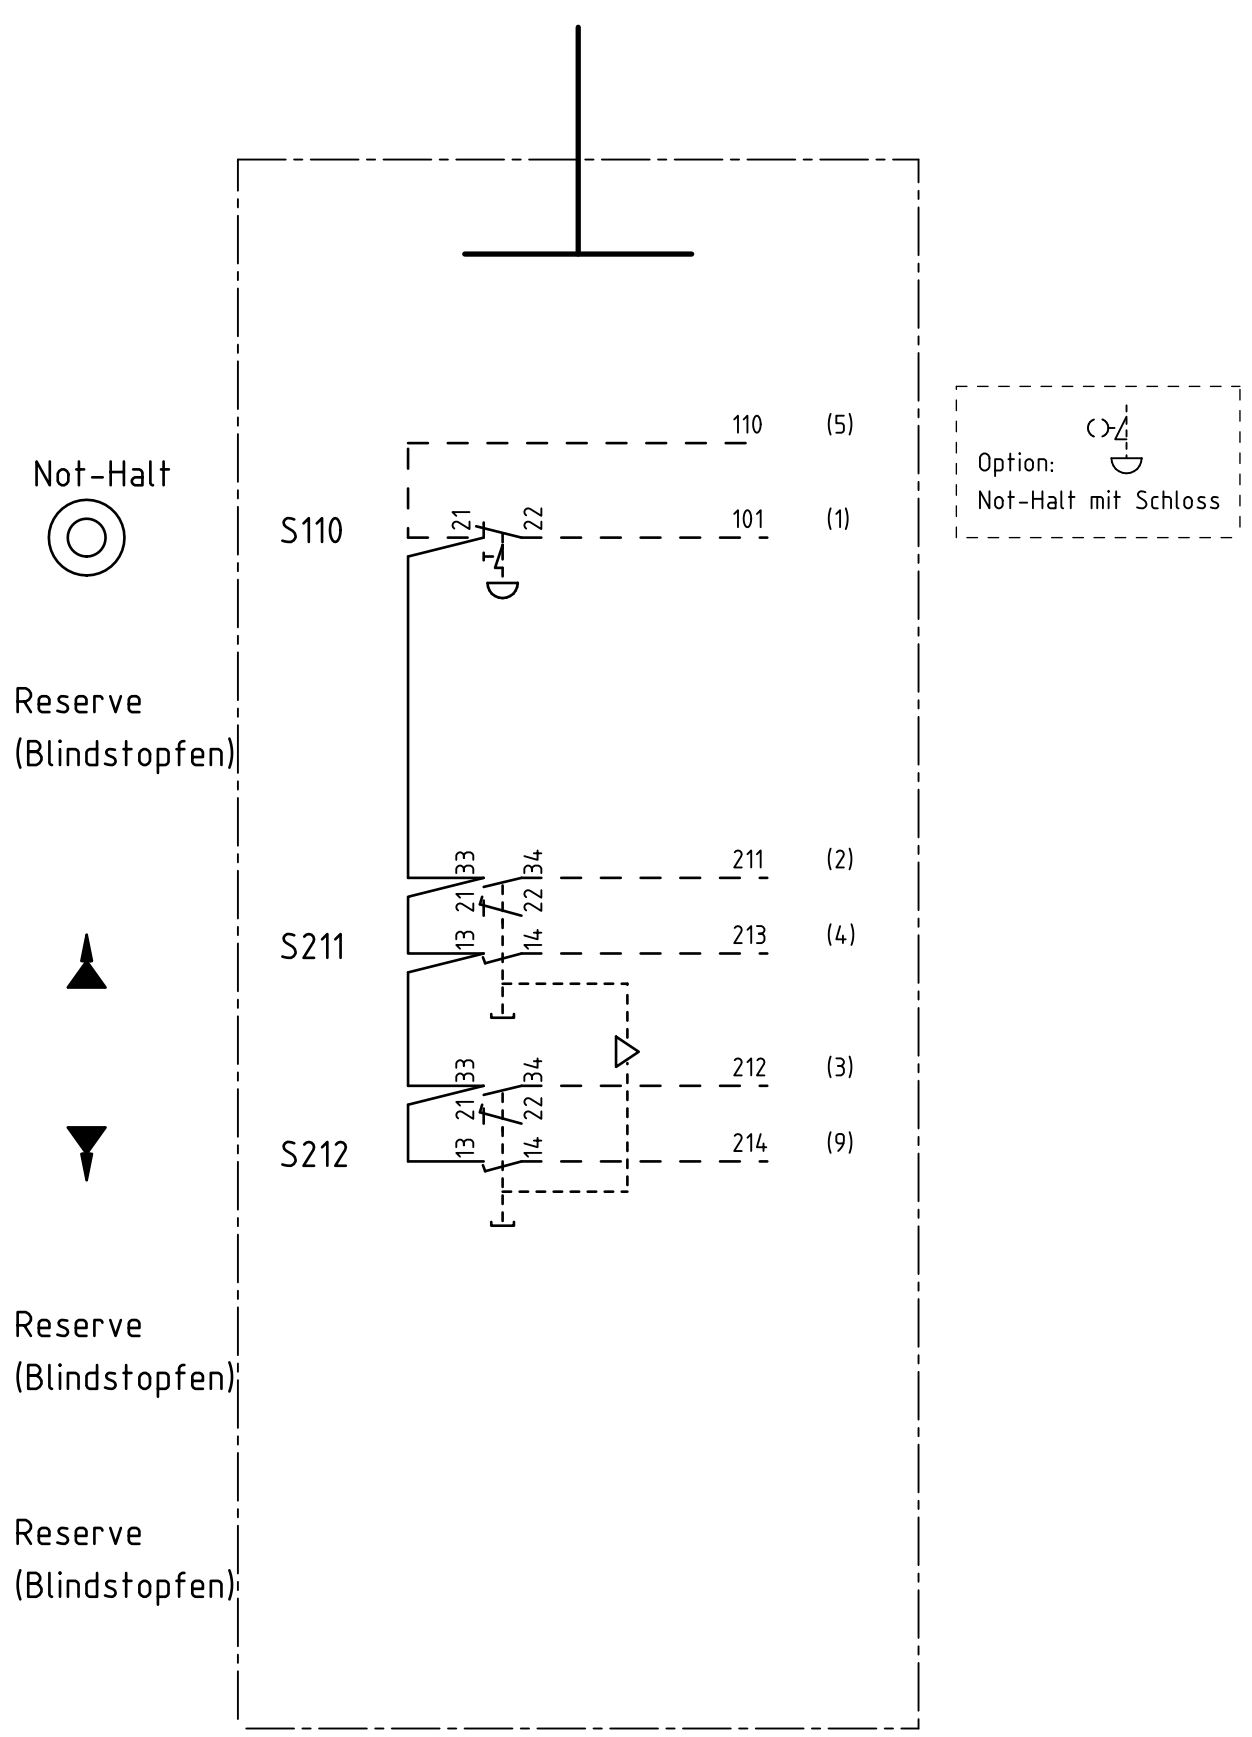 110 (5)
Not-Halt
Option:
Not-Halt mit Schloss
S110 21 22 101 (1)
Reserve
(Blindstopfen)
33 34 211 (2)
21 22
S211 13 14 213 (4)
33 34 212 (3)
21 22
S212 13 14 214 (9)
Reserve
(Blindstopfen)
Reserve
(Blindstopfen)